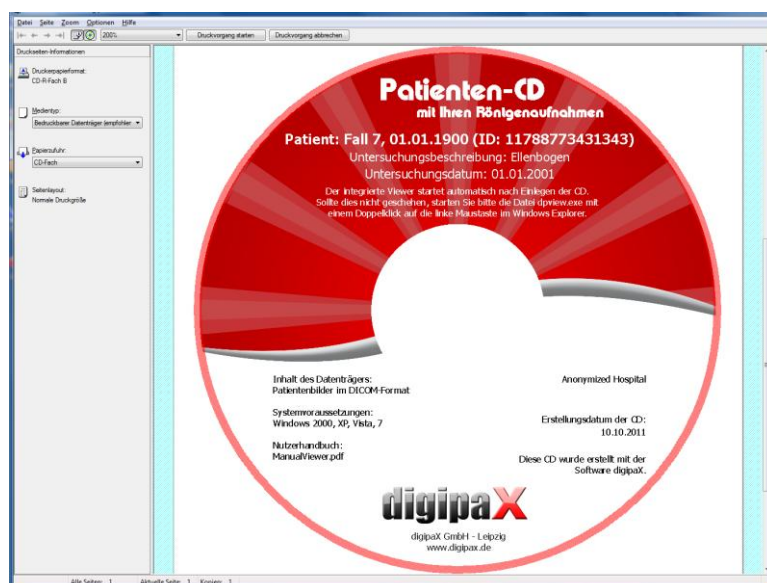 Datei Seite Zoom Optionen Hilfe
200% Druckvorgang starten Druckvorgang abbrechen
Druckseiten-Informationen
Druckerpapierformat:
CD-R-Fach B
Medientyp:
Bedruckbarer Datenträger (empfohlen
Papierzufuhr:
CD-Fach
Seitenlayout:
Normale Druckgröße
Patienten-CD
mit Ihren Röntgenaufnahmen
Patient: Fall 7, 01.01.1900 (ID: 11788773431343)
Untersuchungsbeschreibung: Ellenbogen
Untersuchungsdatum: 01.01.2001
Der integrierte Viewer startet automatisch nach Einlegen der CD.
Sollte dies nicht geschehen, starten Sie bitte die Datei dpview.exe mit
einem Doppelklick auf die linke Maustaste im Windows Explorer.
Inhalt des Datenträgers:
Patientenbilder im DICOM-Format
Systemvoraussetzungen:
Windows 2000, XP, Vista, 7
Nutzerhandbuch:
ManualViewer.pdf
Anonymized Hospital
Erstellungsdatum der CD:
10.10.2011
Diese CD wurde erstellt mit der
Software digipaX.
digipaX
digipaX GmbH - Leipzig
www.digipax.de
Alle Seiten: 1 Aktuelle Seite: 1 Kopien: 1